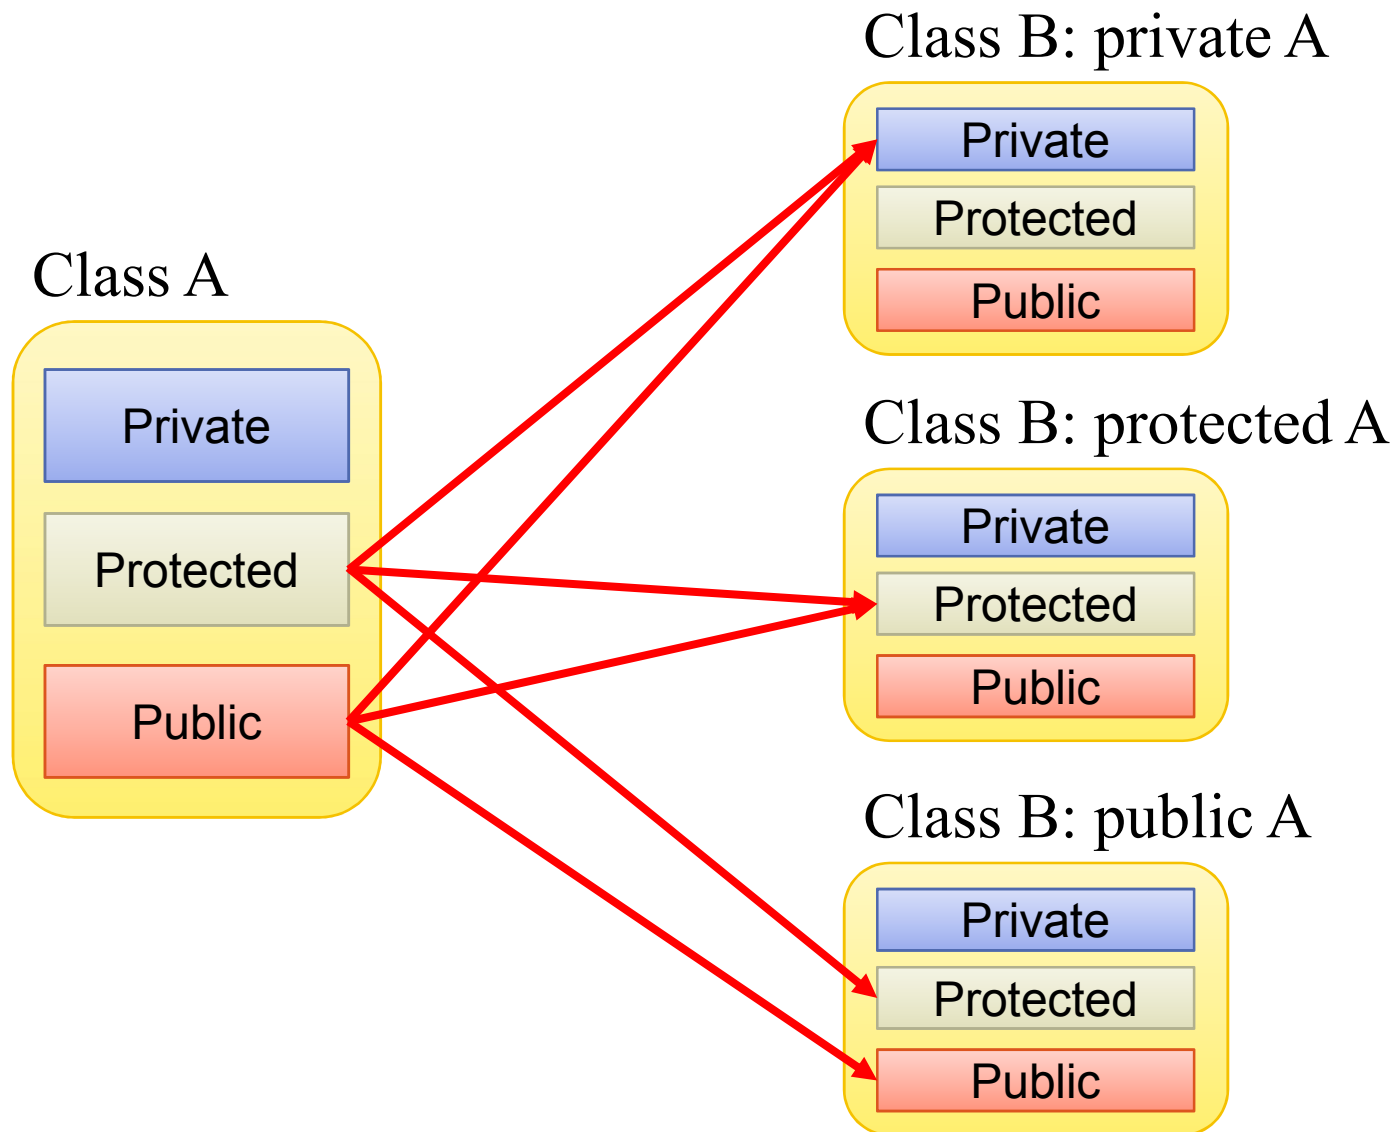 Class A
Private
Protected
Public
Class B: private A
Private
Protected
Public
Class B: protected A
Private
Protected
Public
Class B: public A
Private
Protected
Public